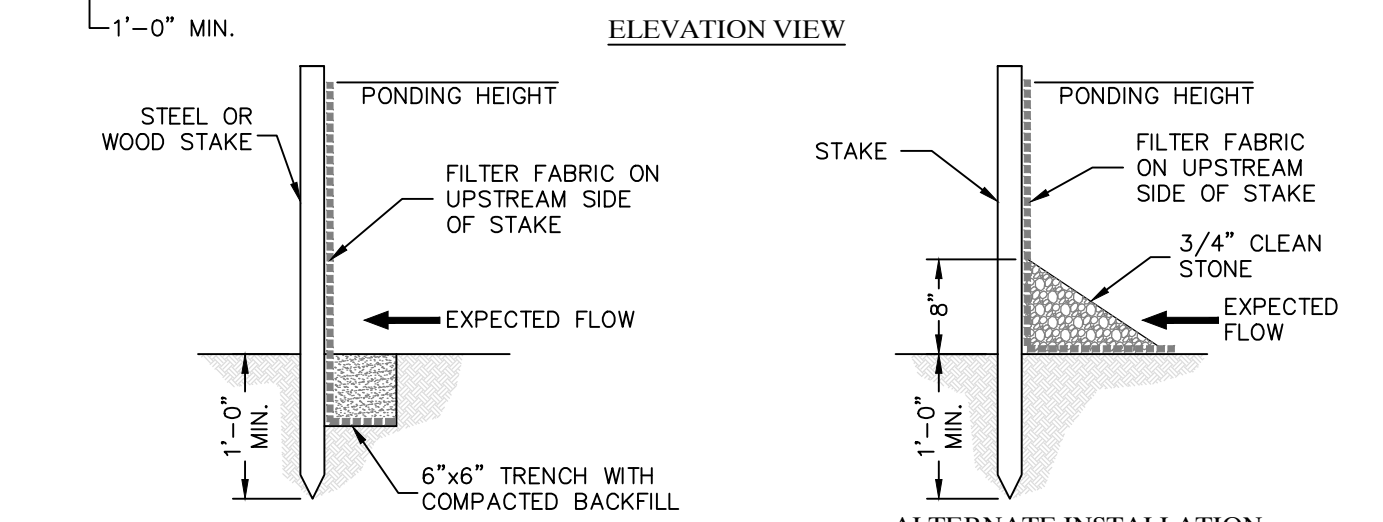 1'-0" MIN.
ELEVATION VIEW
PONDING HEIGHT
STEEL OR
WOOD STAKE
FILTER FABRIC ON
UPSTREAM SIDE
OF STAKE
EXPECTED FLOW
1'-0"
MIN.
6"x6" TRENCH WITH
COMPACTED BACKFILL
PONDING HEIGHT
STAKE
FILTER FABRIC
ON UPSTREAM
SIDE OF STAKE
3/4" CLEAN
STONE
8"
EXPECTED
FLOW
1'-0"
MIN.
ALTERNATE INSTALLATION